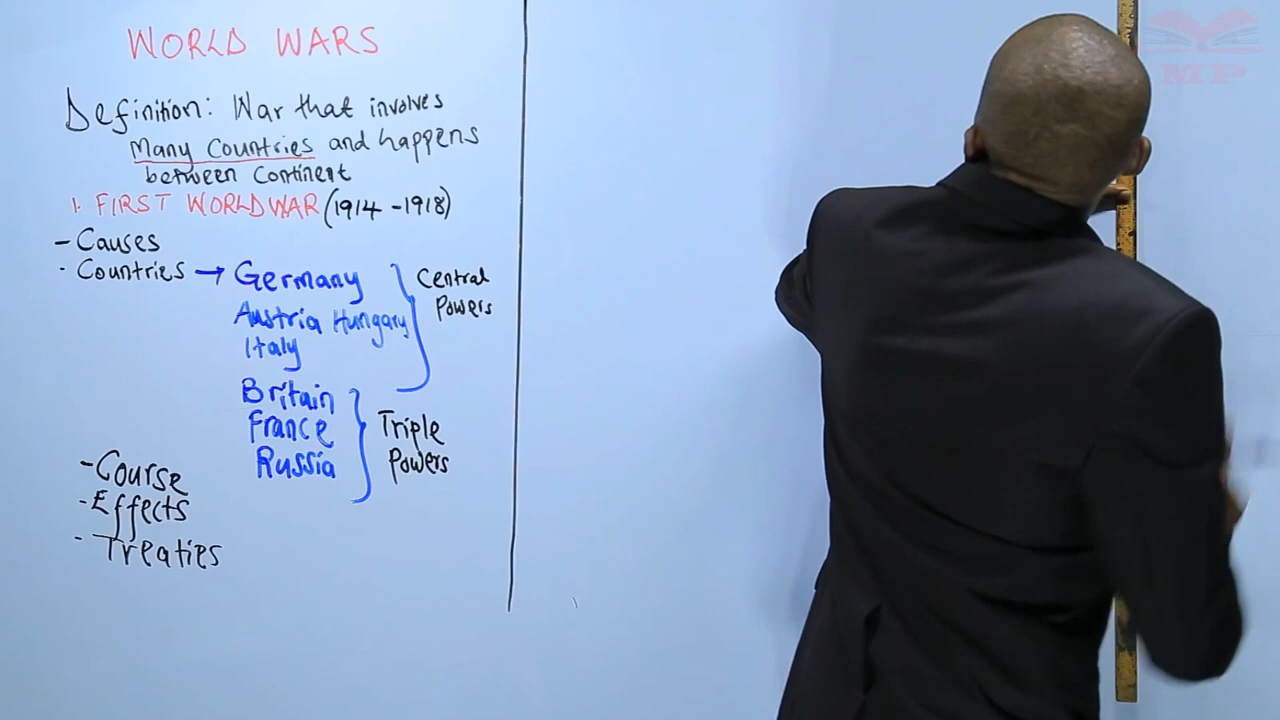 WORLD WARS
Definition: War that involves
Many Countries and happens
between Continent
1. FIRST WORLD WAR (1914 - 1918)
- Causes
- Countries → Germany
Central
Powers
Austria Hungary
Italy
Britain
France
Russia
Triple
Powers
- Course
- Effects
- Treaties
MP